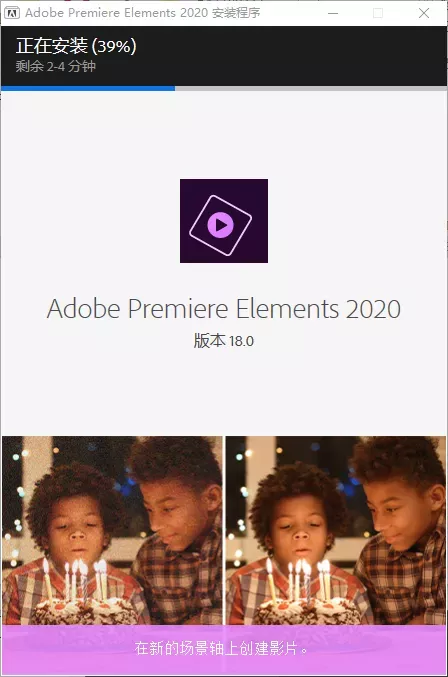 Adobe Premiere Elements 2020 安装程序
正在安装 (39%)
剩余 2-4 分钟
Adobe Premiere Elements 2020
版本 18.0
在新的场景轴上创建影片。